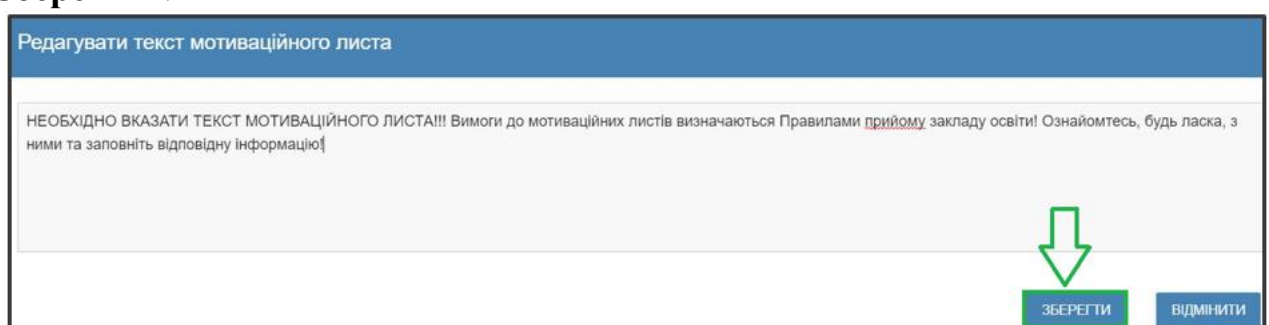 Редагувати текст мотиваційного листа
НЕОБХІДНО ВКАЗАТИ ТЕКСТ МОТИВАЦІЙНОГО ЛИСТА!!! Вимоги до мотиваційних листів визначаються Правилами прийому закладу освіти! Ознайомтесь, будь ласка, з
ними та заповніть відповідну інформацію!
ЗБЕРЕГТИ ВІДМІНИТИ